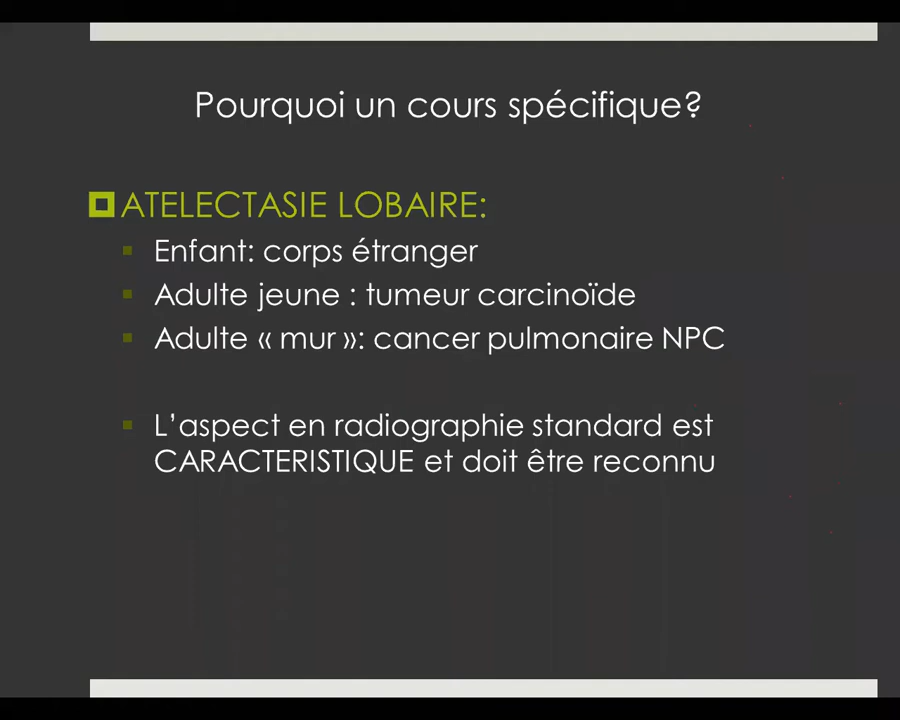 Pourquoi un cours spécifique?
ATELECTASIE LOBAIRE:
Enfant: corps étranger
Adulte jeune : tumeur carcinoïde
Adulte « mur »: cancer pulmonaire NPC
L’aspect en radiographie standard est
CARACTERISTIQUE et doit être reconnu